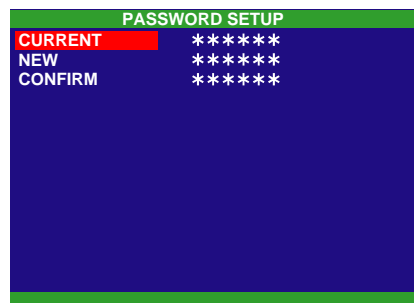 PASSWORD SETUP
CURRENT ******
NEW ******
CONFIRM ******